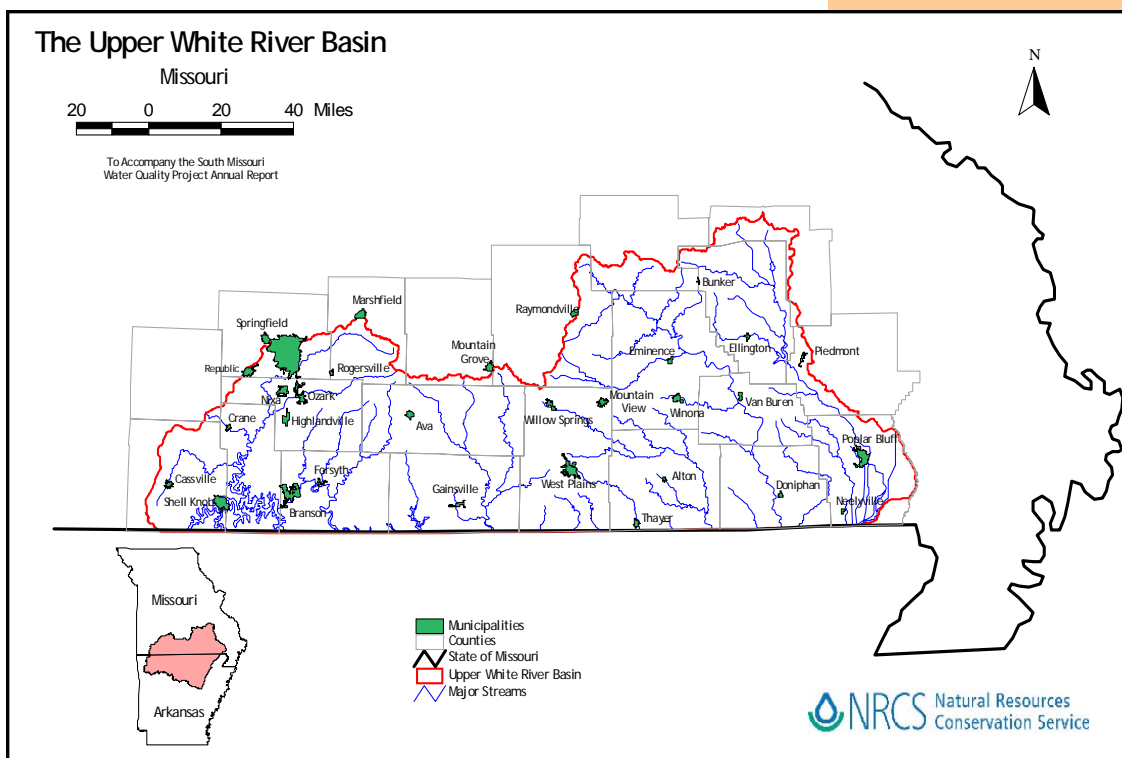 The Upper White River Basin
Missouri
20 0 20 40 Miles
To Accompany the South Missouri
Water Quality Project Annual Report
N
Bunker
Marshfield
Raymondville
Springfield
Mountain
Grove
Eminence
Ellington
Piedmont
Republic
Rogersville
Nixa
Ozark
Mountain
View
Van Buren
Crane
Highlandville
Ava
Willow Springs
Winona
Poplar Bluff
Cassville
Forsyth
Shell Knob
Gainsville
West Plains
Alton
Doniphan
Branson
Neelyville
Thayer
Missouri
Arkansas
Municipalities
Counties
State of Missouri
Upper White River Basin
Major Streams
NRCS Natural Resources
Conservation Service